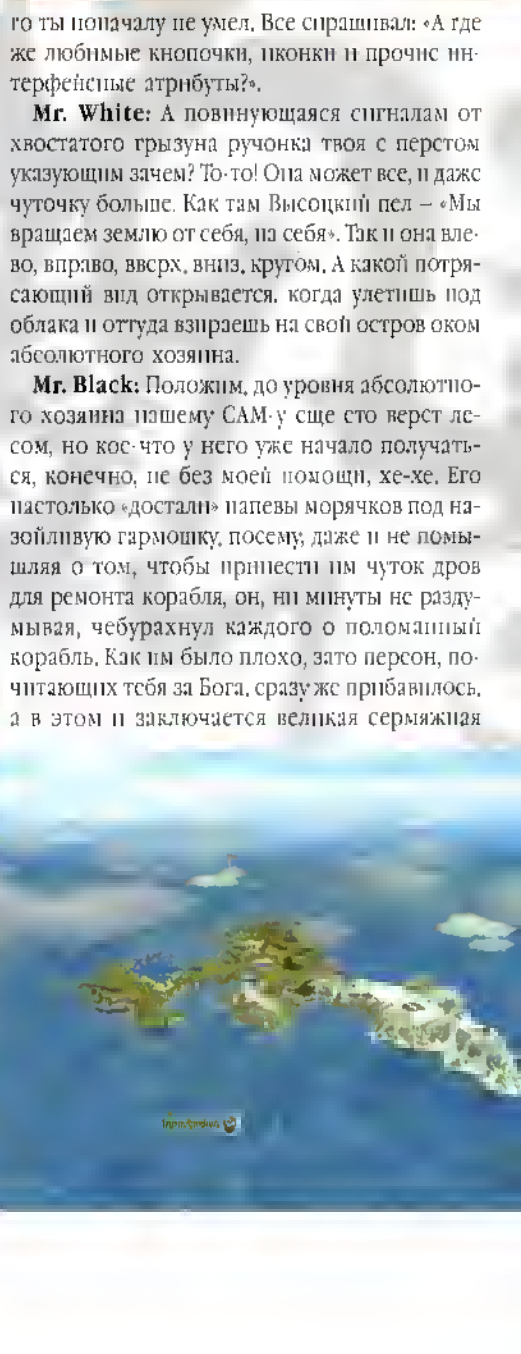 го ты поначалу не умел. Все спрашивал: «А где
же любимые кнопочки, иконки и прочие ин-
терфейсные атрибуты?».
Mr. White: А повинующаяся сигналам от
хвостатого грызуна ручонка твоя с перстом
указующим зачем? То-то! Она может все, и даже
чуточку больше. Как там Высоцкий пел – «Мы
вращаем землю от себя, на себя». Так и она вле-
во, вправо, вверх, вниз, кругом. А какой потря-
сающий вид открывается, когда улетишь под
облака и оттуда взираешь на свой остров оком
абсолютного хозяина.
Mr. Black: Положим, до уровня абсолютно-
го хозяина нашему САМ-у еще сто верст ле-
сом, но кое-что у него уже начало получать-
ся, конечно, не без моей помощи, хе-хе. Его
настолько «достали» напевы морячков под на-
зойливую гармошку, посему, даже и не помы-
шляя о том, чтобы принести им чуток дров
для ремонта корабля, он, ни минуты не разду-
мывая, чебурахнул каждого о поломанный
корабль. Как им было плохо, зато персон, по-
читающих тебя за Бога, сразу же прибавилось,
а в этом и заключается великая сермяжная